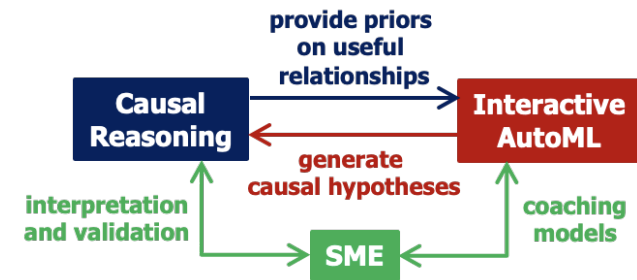 provide priors
on useful
relationships
Causal
Reasoning
Interactive
AutoML
generate
causal hypotheses
interpretation
and validation
coaching
models
SME